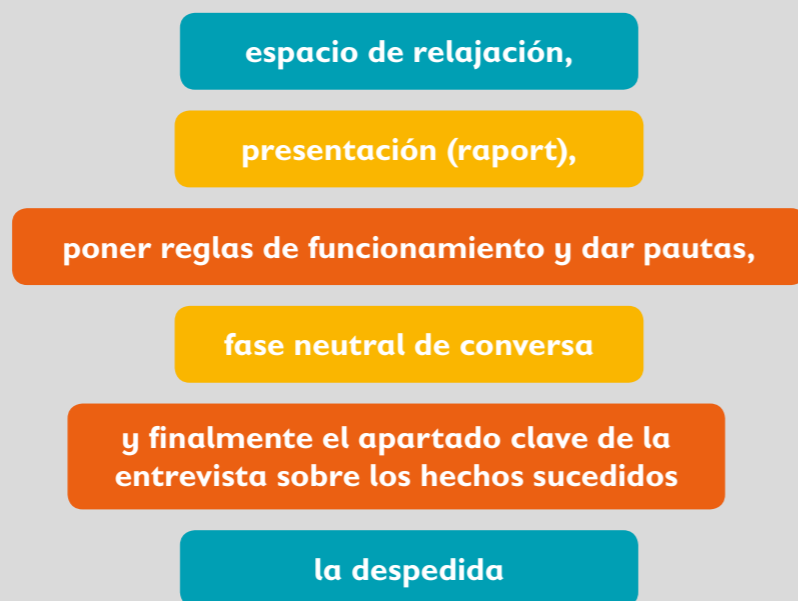 espacio de relajación,
presentación (raport),
poner reglas de funcionamiento y dar pautas,
fase neutral de conversa
y finalmente el apartado clave de la
entrevista sobre los hechos sucedidos
la despedida